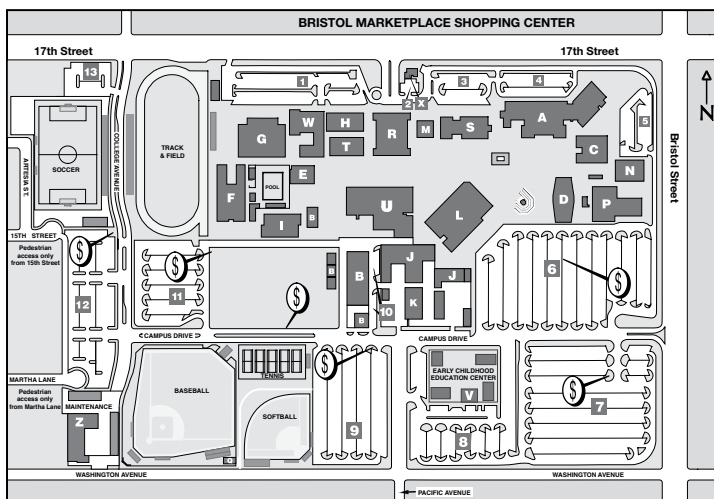 BRISTOL MARKETPLACE SHOPPING CENTER
17th Street
17th Street
13
1
3
4
2
X
5
N
SOCCER
COLLEGE AVENUE
ARTESIA ST.
TRACK
& FIELD
G
W
H
T
R
M
S
A
C
N
Bristol Street
F
E
POOL
I
B
U
L
D
P
15TH STREET
Pedestrian
access only
from 15th Street
$
12
$
11
$
B
B
B
B
J
J
K
10
6
$
CAMPUS DRIVE
CAMPUS DRIVE
MARTHA LANE
Pedestrian
access only
from Martha Lane
MAINTENANCE
Z
BASEBALL
TENNIS
SOFTBALL
$
9
EARLY CHILDHOOD
EDUCATION CENTER
V
8
$
7
WASHINGTON AVENUE
WASHINGTON AVENUE
PACIFIC AVENUE